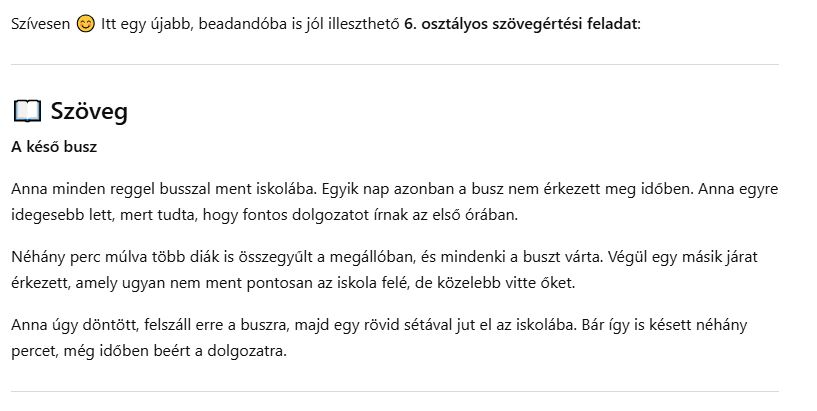 Szívesen 😊 Itt egy újabb, beadandóba is jól illeszthető 6. osztályos szövegértési feladat:
📖 Szöveg
A késő busz
Anna minden reggel busszal ment iskolába. Egyik nap azonban a busz nem érkezett meg időben. Anna egyre
idegesebb lett, mert tudta, hogy fontos dolgozatot írnak az első órában.
Néhány perc múlva több diák is összegyűlt a megállóban, és mindenki a buszt várta. Végül egy másik járat
érkezett, amely ugyan nem ment pontosan az iskola felé, de közelebb vitte őket.
Anna úgy döntött, felszáll erre a buszra, majd egy rövid sétával jut el az iskolába. Bár így is késett néhány
percet, még időben beért a dolgozatra.